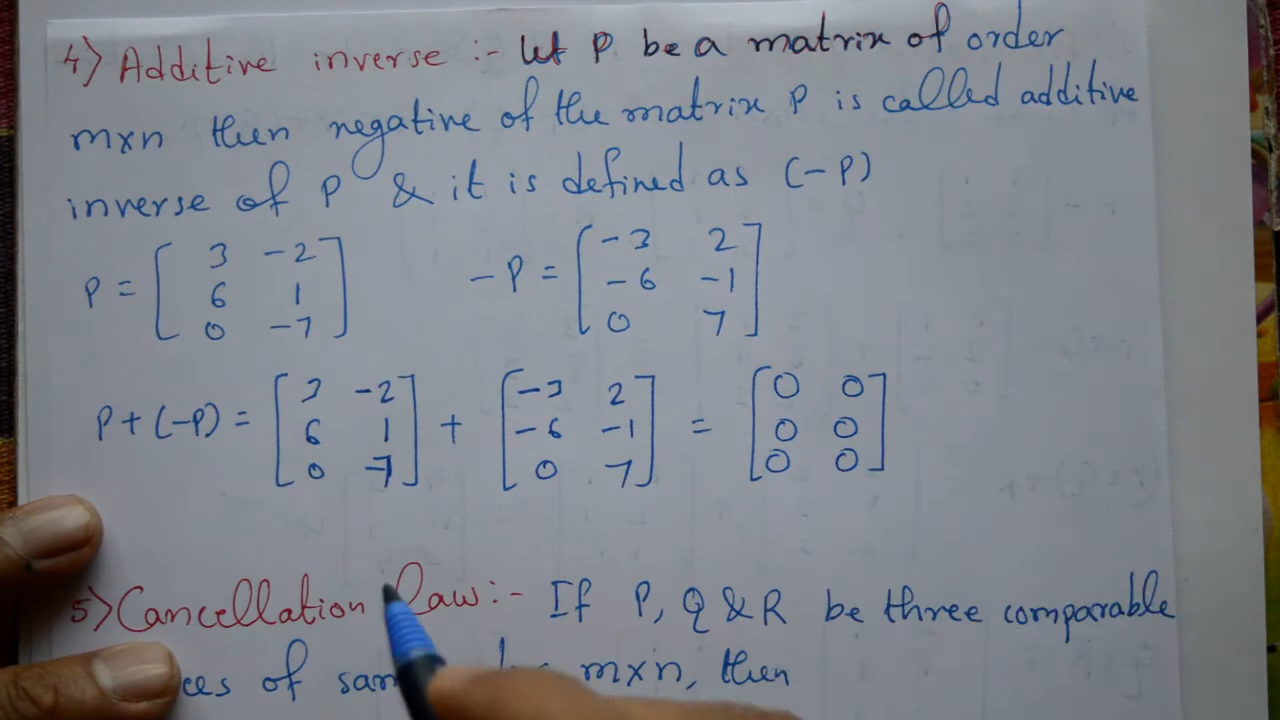 4) Additive inverse :- Let P be a matrix of order
m×n then negative of the matrix P is called additive
inverse of P & it is defined as (-P)
P = [ 3 -2   -P = [ -3 2
6 1   -6 -1
0 -7 ]   0 7 ]
P+(-P) = [ 3 -2   + [ -3 2   = [ 0 0
6 1   -6 -1   0 0
0 -7 ]   0 7 ]   0 0 ]
5) Cancellation Law :- If P, Q & R be three comparable
of m×n, then